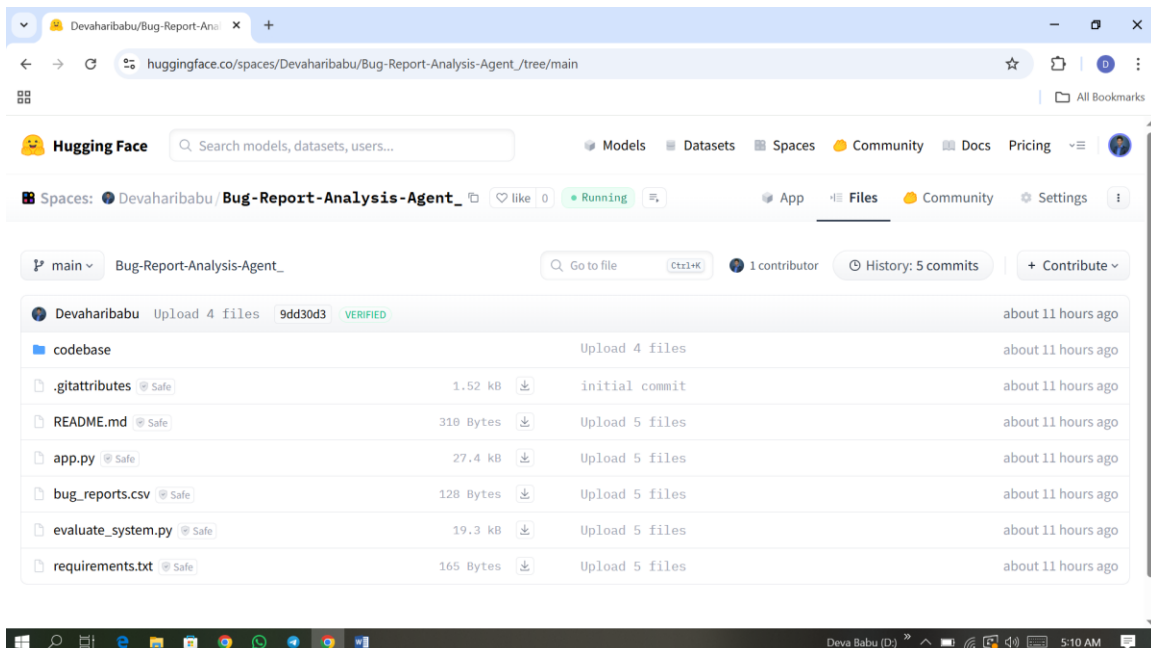 Devaharibabu/Bug-Report-Ana
huggingface.co/spaces/Devaharibabu/Bug-Report-Analysis-Agent_/tree/main D
All Bookmarks
Hugging Face Search models, datasets, users... Models Datasets Spaces Community Docs Pricing
Spaces: Devaharibabu/Bug-Report-Analysis-Agent_ like 0 Running App Files Community Settings
main Bug-Report-Analysis-Agent_ Go to file Ctrl+K 1 contributor History: 5 commits + Contribute
Devaharibabu Upload 4 files 9dd30d3 VERIFIED about 11 hours ago
codebase Upload 4 files about 11 hours ago
.gitattributes Safe 1.52 kB initial commit about 11 hours ago
README.md Safe 310 Bytes Upload 5 files about 11 hours ago
app.py Safe 27.4 kB Upload 5 files about 11 hours ago
bug_reports.csv Safe 128 Bytes Upload 5 files about 11 hours ago
evaluate_system.py Safe 19.3 kB Upload 5 files about 11 hours ago
requirements.txt Safe 165 Bytes Upload 5 files about 11 hours ago
Deva Babu (D:) 5:10 AM